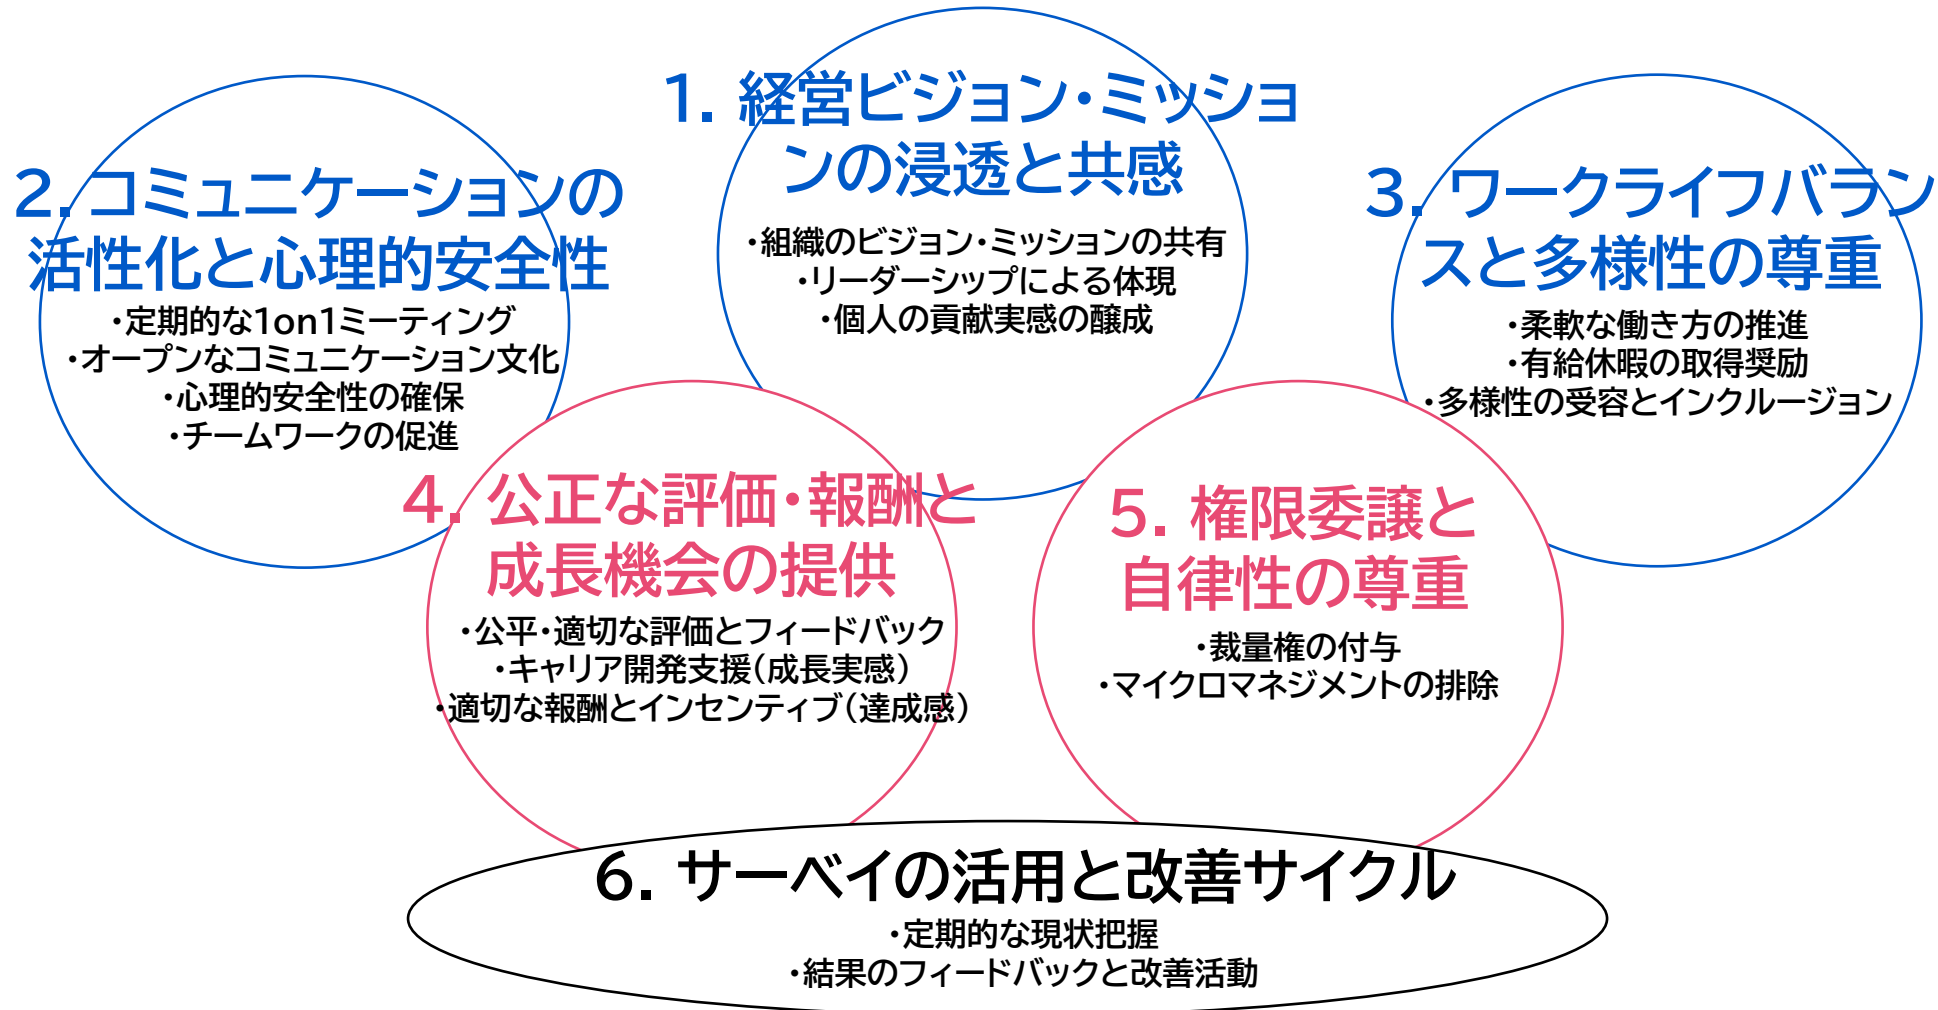 1. 経営ビジョン・ミッショ
ンの浸透と共感
・組織のビジョン・ミッションの共有
・リーダーシップによる体現
・個人の貢献実感の醸成
2. コミュニケーションの
活性化と心理的安全性
・定期的な1on1ミーティング
・オープンなコミュニケーション文化
・心理的安全性の確保
・チームワークの促進
3. ワークライフバラン
スと多様性の尊重
・柔軟な働き方の推進
・有給休暇の取得奨励
・多様性の受容とインクルージョン
4. 公正な評価・報酬と
成長機会の提供
・公平・適切な評価とフィードバック
・キャリア開発支援（成長実感）
・適切な報酬とインセンティブ（達成感）
5. 権限委譲と
自律性の尊重
・裁量権の付与
・マイクロマネジメントの排除
6. サーベイの活用と改善サイクル
・定期的な現状把握
・結果のフィードバックと改善活動